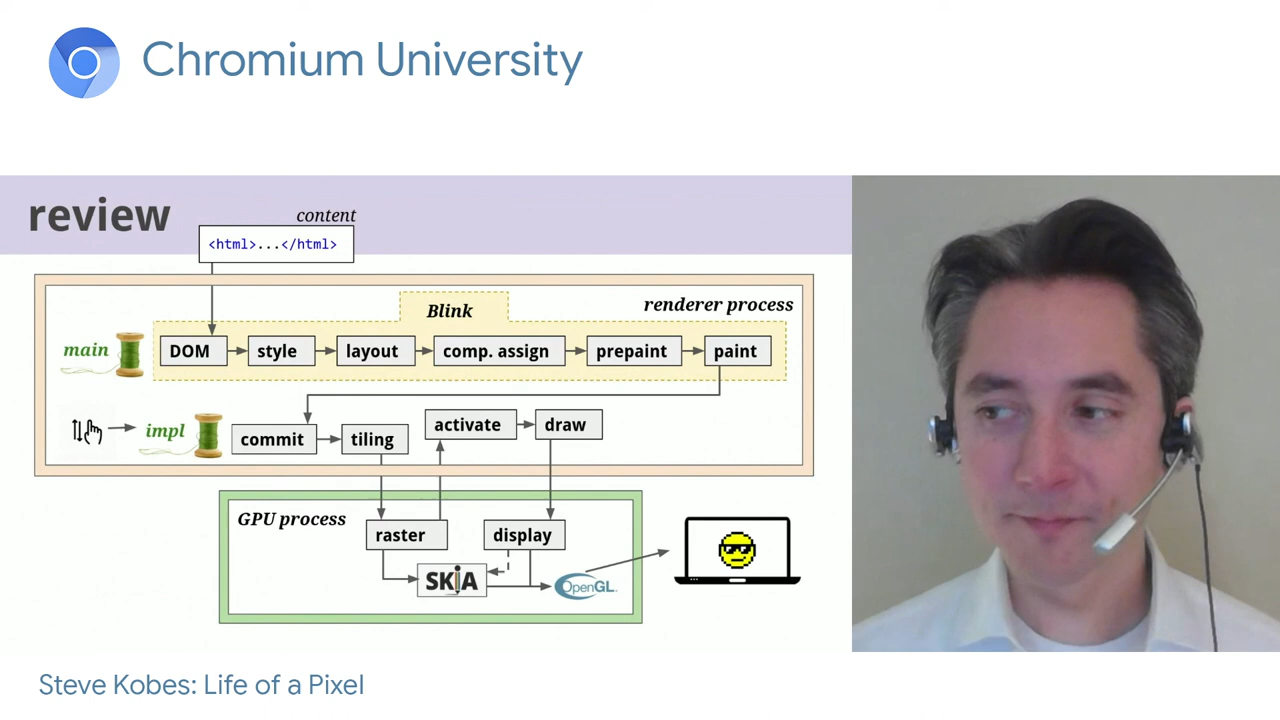 Chromium University
review
content
<html>...</html>
renderer process
Blink
main
DOM
style
layout
comp. assign
prepaint
paint
impl
commit
tiling
activate
draw
GPU process
raster
display
SKiA
OpenGL.
Steve Kobes: Life of a Pixel